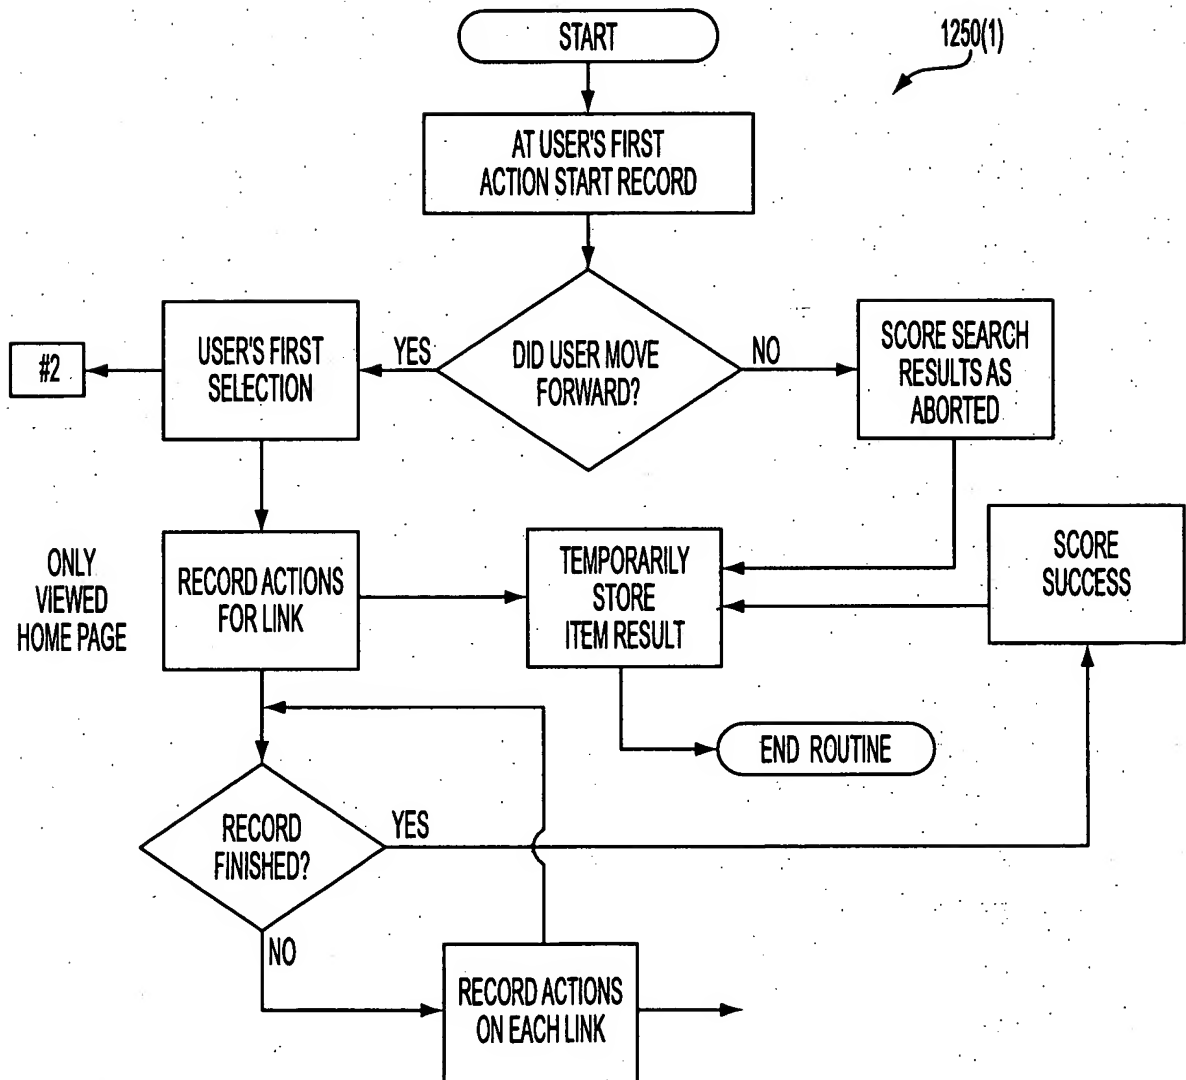 START
1250(1)
AT USER'S FIRST
ACTION START RECORD
DID USER MOVE
FORWARD?
YES
NO
USER'S FIRST
SELECTION
#2
SCORE SEARCH
RESULTS AS
ABORTED
ONLY
VIEWED
HOME PAGE
RECORD ACTIONS
FOR LINK
TEMPORARILY
STORE
ITEM RESULT
SCORE
SUCCESS
END ROUTINE
RECORD
FINISHED?
YES
NO
RECORD ACTIONS
ON EACH LINK